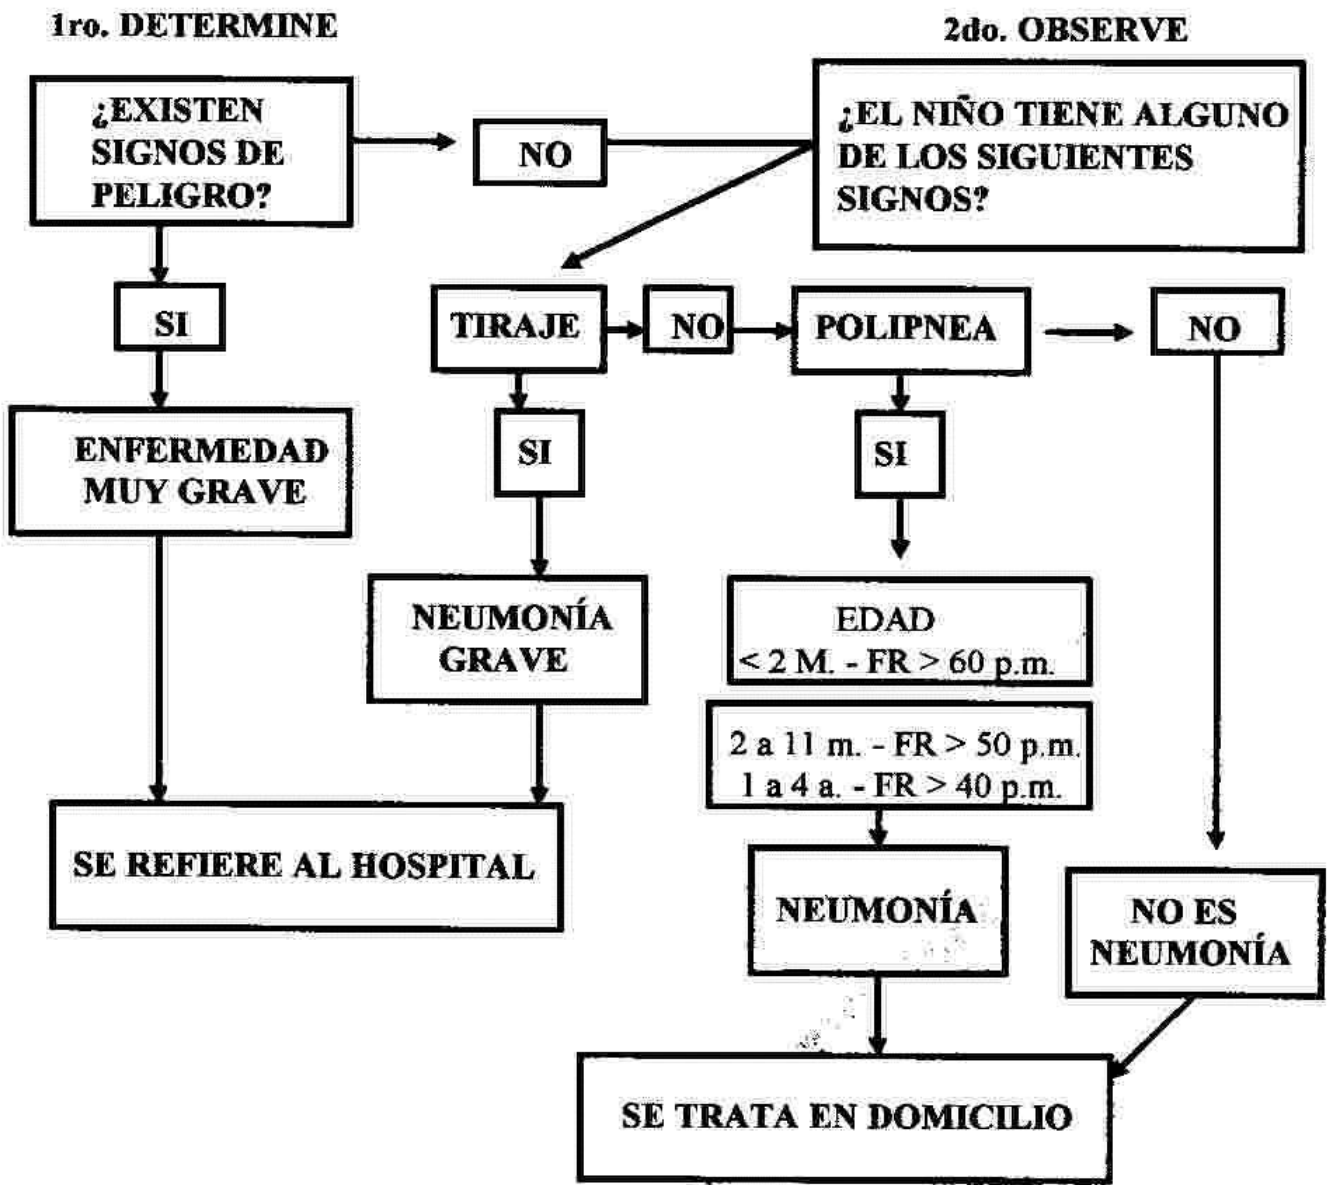 1ro. DETERMINE
2do. OBSERVE
¿EXISTEN
SIGNOS DE
PELIGRO?
NO
¿EL NIÑO TIENE ALGUNO
DE LOS SIGUIENTES
SIGNOS?
SI
TIRAJE
NO
POLIPNEA
NO
ENFERMEDAD
MUY GRAVE
SI
SI
NEUMONÍA
GRAVE
EDAD
< 2 M. - FR > 60 p.m.
2 a 11 m. - FR > 50 p.m.
1 a 4 a. - FR > 40 p.m.
SE REFIERE AL HOSPITAL
NEUMONÍA
NO ES
NEUMONÍA
SE TRATA EN DOMICILIO